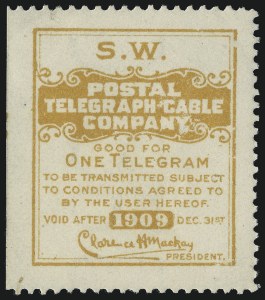 S.W.
POSTAL
TELEGRAPH-CABLE
COMPANY
GOOD FOR
ONE TELEGRAM
TO BE TRANSMITTED SUBJECT
TO CONDITIONS AGREED TO
BY THE USER HEREOF.
VOID AFTER 1909 DEC. 31ST
Clarence H Mackay
PRESIDENT.